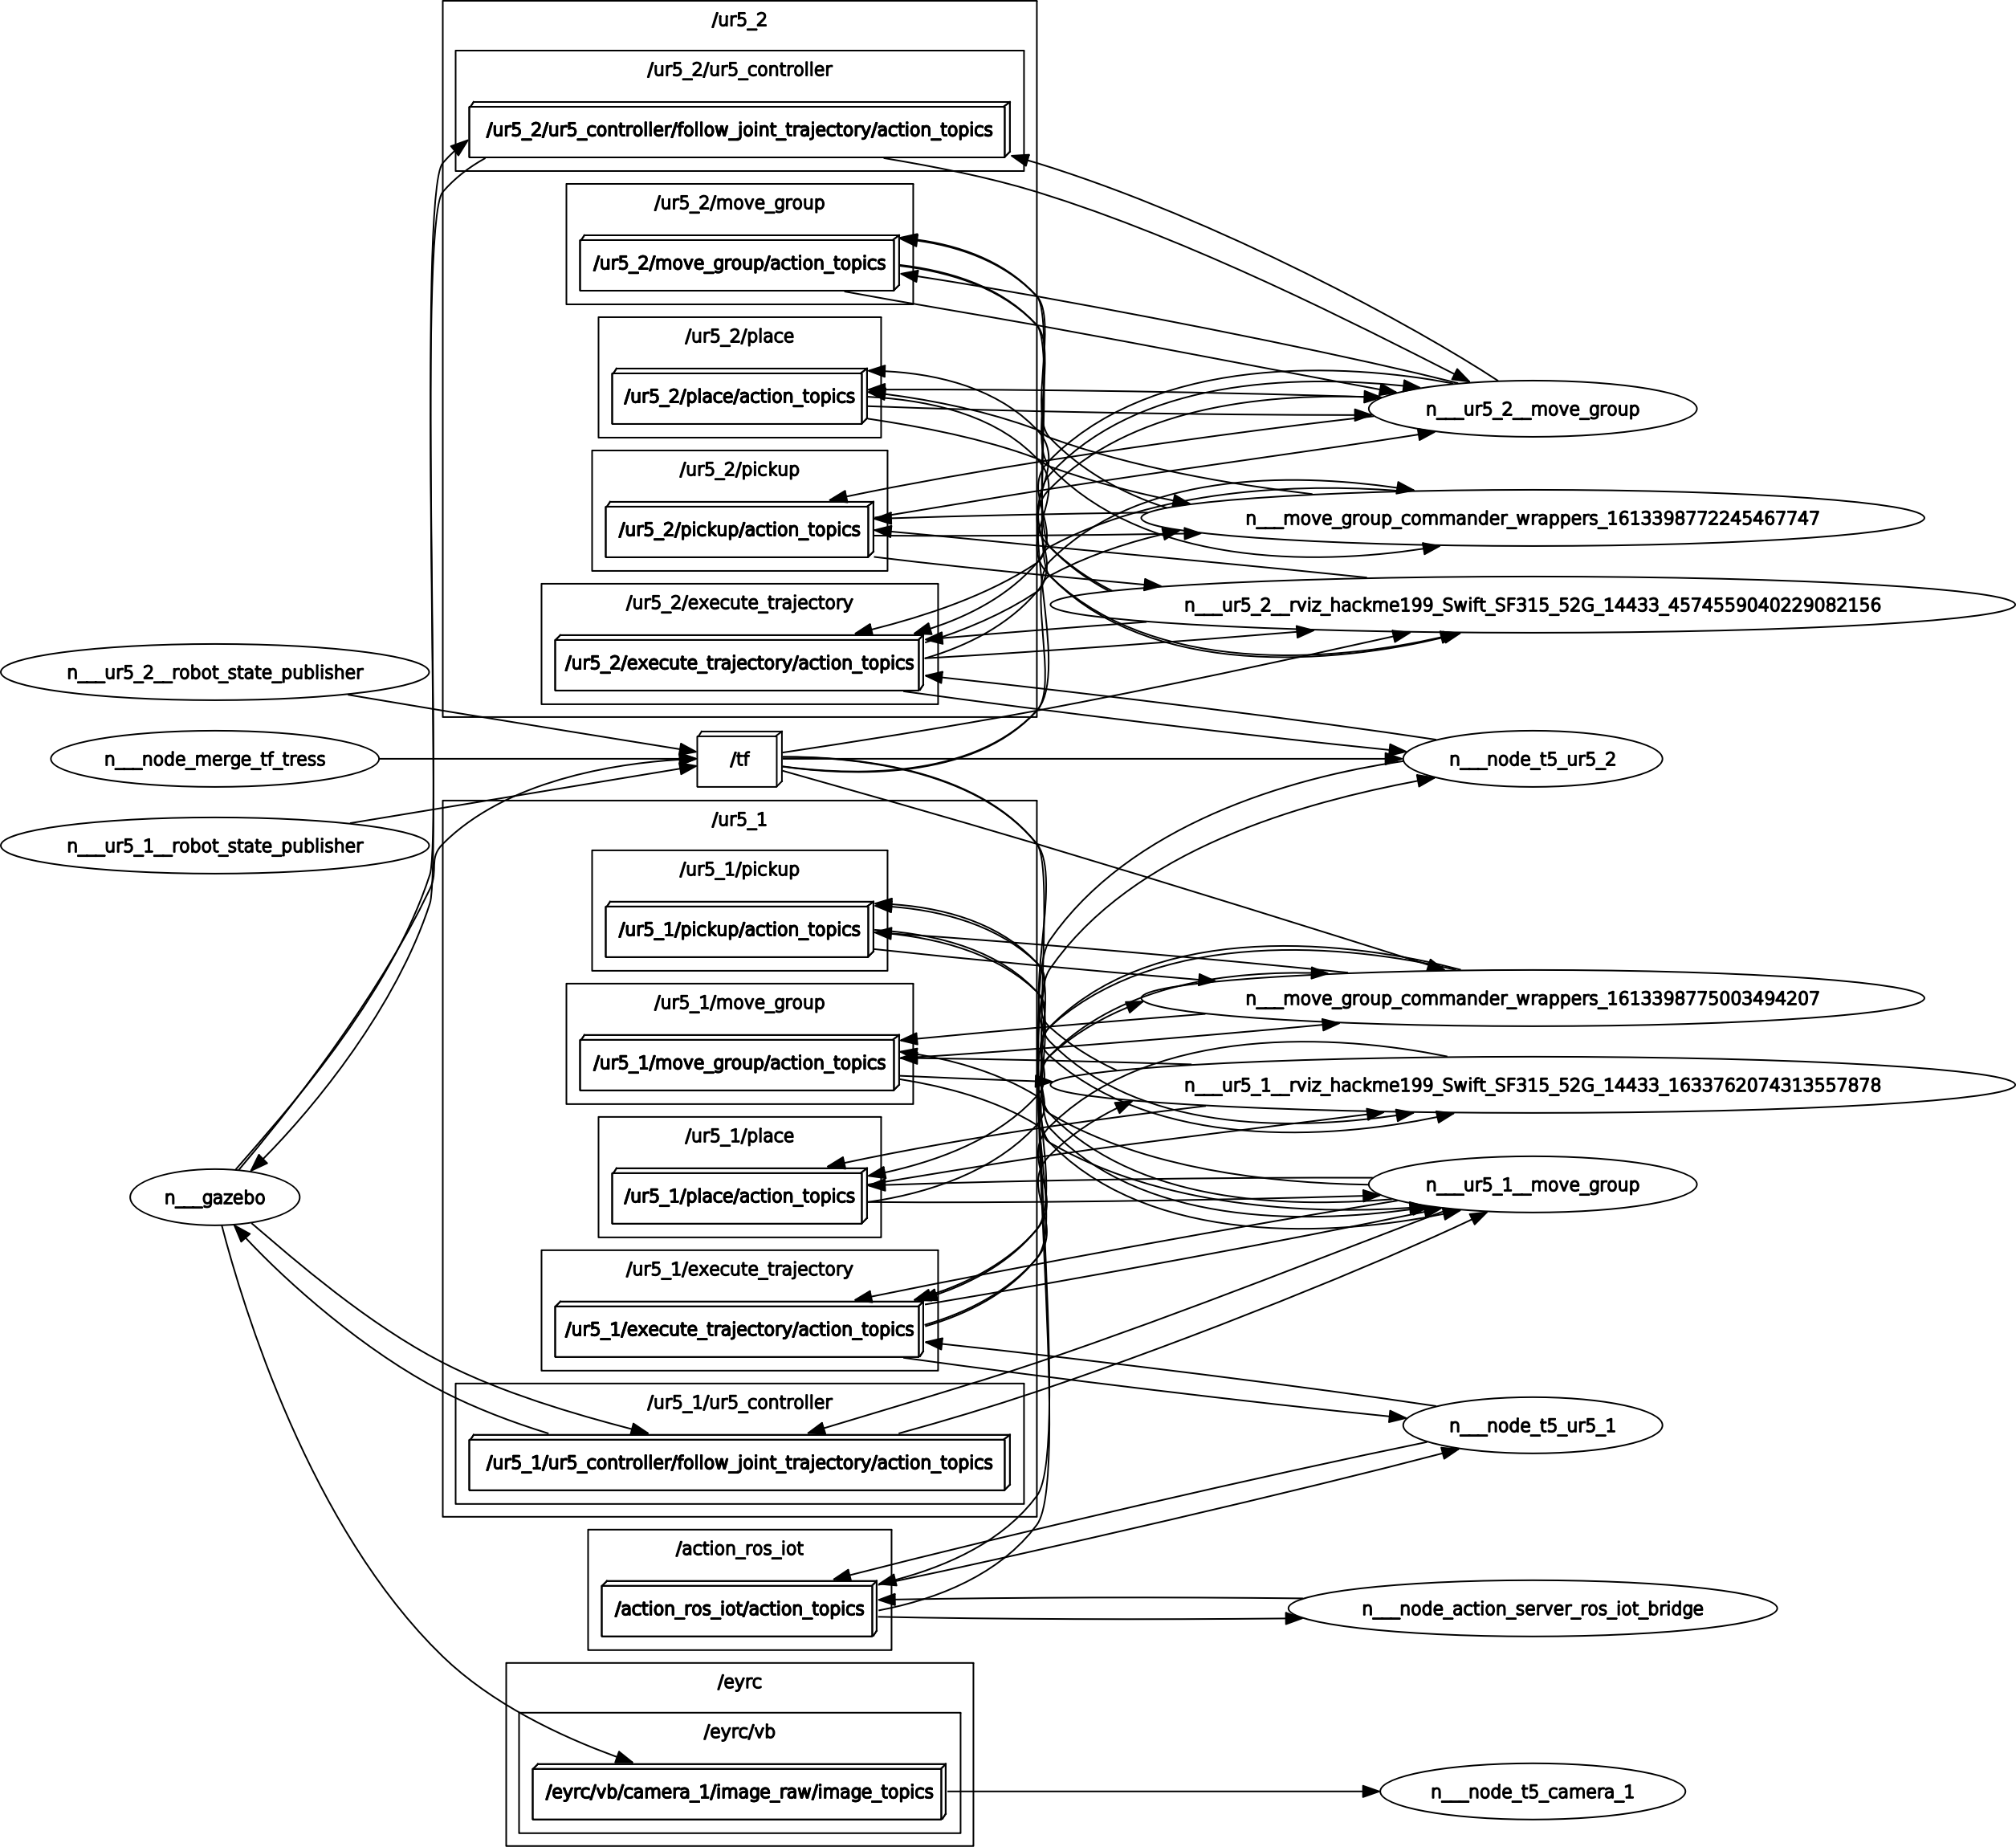 /ur5_2
/ur5_2/ur5_controller
/ur5_2/ur5_controller/follow_joint_trajectory/action_topics
/ur5_2/move_group
/ur5_2/move_group/action_topics
/ur5_2/place
/ur5_2/place/action_topics
/ur5_2/pickup
/ur5_2/pickup/action_topics
/ur5_2/execute_trajectory
/ur5_2/execute_trajectory/action_topics
n___ur5_2__move_group
n___move_group_commander_wrappers_1613398772245467747
n___ur5_2__rviz_hackme199_Swift_SF315_52G_14433_4574559040229082156
n___ur5_2__robot_state_publisher
n___node_merge_tf_tress
n___ur5_1__robot_state_publisher
/tf
n___node_t5_ur5_2
/ur5_1
/ur5_1/pickup
/ur5_1/pickup/action_topics
/ur5_1/move_group
/ur5_1/move_group/action_topics
/ur5_1/place
/ur5_1/place/action_topics
/ur5_1/execute_trajectory
/ur5_1/execute_trajectory/action_topics
/ur5_1/ur5_controller
/ur5_1/ur5_controller/follow_joint_trajectory/action_topics
n___move_group_commander_wrappers_1613398775003494207
n___ur5_1__rviz_hackme199_Swift_SF315_52G_14433_1633762074313557878
n___ur5_1__move_group
n___gazebo
n___node_t5_ur5_1
/action_ros_iot
/action_ros_iot/action_topics
n___node_action_server_ros_iot_bridge
/eyrc
/eyrc/vb
/eyrc/vb/camera_1/image_raw/image_topics
n___node_t5_camera_1